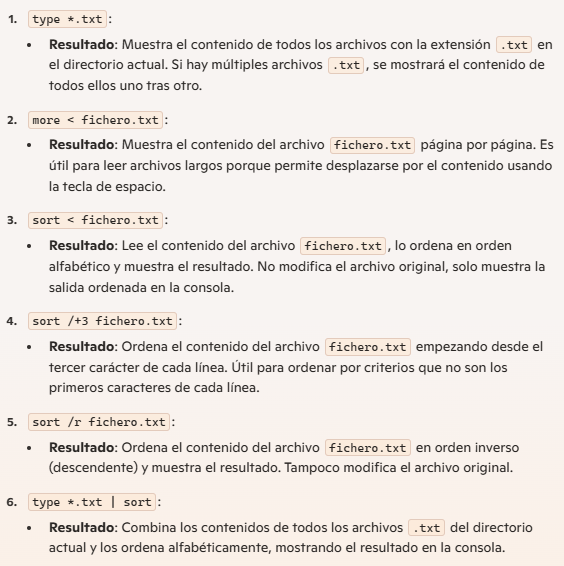 1. type *.txt:
• Resultado: Muestra el contenido de todos los archivos con la extensión .txt en
el directorio actual. Si hay múltiples archivos .txt, se mostrará el contenido de
todos ellos uno tras otro.
2. more < fichero.txt:
• Resultado: Muestra el contenido del archivo fichero.txt página por página. Es
útil para leer archivos largos porque permite desplazarse por el contenido usando
la tecla de espacio.
3. sort < fichero.txt:
• Resultado: Lee el contenido del archivo fichero.txt, lo ordena en orden
alfabético y muestra el resultado. No modifica el archivo original, solo muestra la
salida ordenada en la consola.
4. sort /+3 fichero.txt:
• Resultado: Ordena el contenido del archivo fichero.txt empezando desde el
tercer carácter de cada línea. Útil para ordenar por criterios que no son los
primeros caracteres de cada línea.
5. sort /r fichero.txt:
• Resultado: Ordena el contenido del archivo fichero.txt en orden inverso
(descendente) y muestra el resultado. Tampoco modifica el archivo original.
6. type *.txt | sort:
• Resultado: Combina los contenidos de todos los archivos .txt del directorio
actual y los ordena alfabéticamente, mostrando el resultado en la consola.